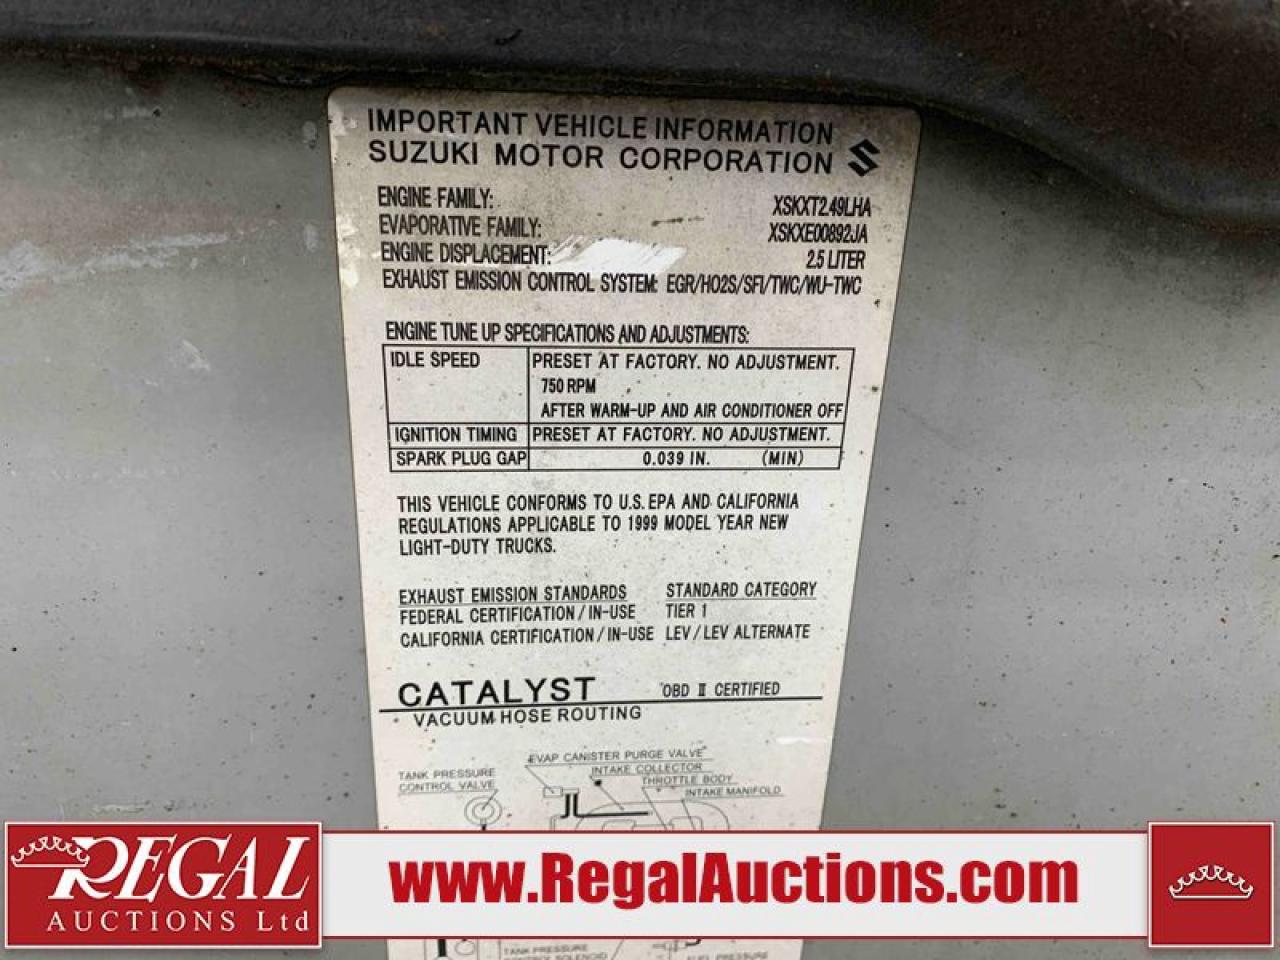 IMPORTANT VEHICLE INFORMATION
SUZUKI MOTOR CORPORATION
ENGINE FAMILY: XSKXT2.49LHA
EVAPORATIVE FAMILY: XSKXE00892JA
ENGINE DISPLACEMENT: 2.5 LITER
EXHAUST EMISSION CONTROL SYSTEM: EGR/HO2S/SFI/TWC/WU-TWC
ENGINE TUNE UP SPECIFICATIONS AND ADJUSTMENTS:
IDLE SPEED PRESET AT FACTORY. NO ADJUSTMENT.
750 RPM
AFTER WARM-UP AND AIR CONDITIONER OFF
IGNITION TIMING PRESET AT FACTORY. NO ADJUSTMENT.
SPARK PLUG GAP 0.039 IN. (MIN)
THIS VEHICLE CONFORMS TO U.S. EPA AND CALIFORNIA
REGULATIONS APPLICABLE TO 1999 MODEL YEAR NEW
LIGHT-DUTY TRUCKS.
EXHAUST EMISSION STANDARDS STANDARD CATEGORY
FEDERAL CERTIFICATION/IN-USE TIER 1
CALIFORNIA CERTIFICATION/IN-USE LEV/LEV ALTERNATE
CATALYST OBD II CERTIFIED
VACUUM HOSE ROUTING
EVAP CANISTER PURGE VALVE
INTAKE COLLECTOR
TANK PRESSURE
CONTROL VALVE
THROTTLE BODY
INTAKE MANIFOLD
REGAL
AUCTIONS Ltd
www.RegalAuctions.com
TANK PRESSURE
FUEL PRESSURE